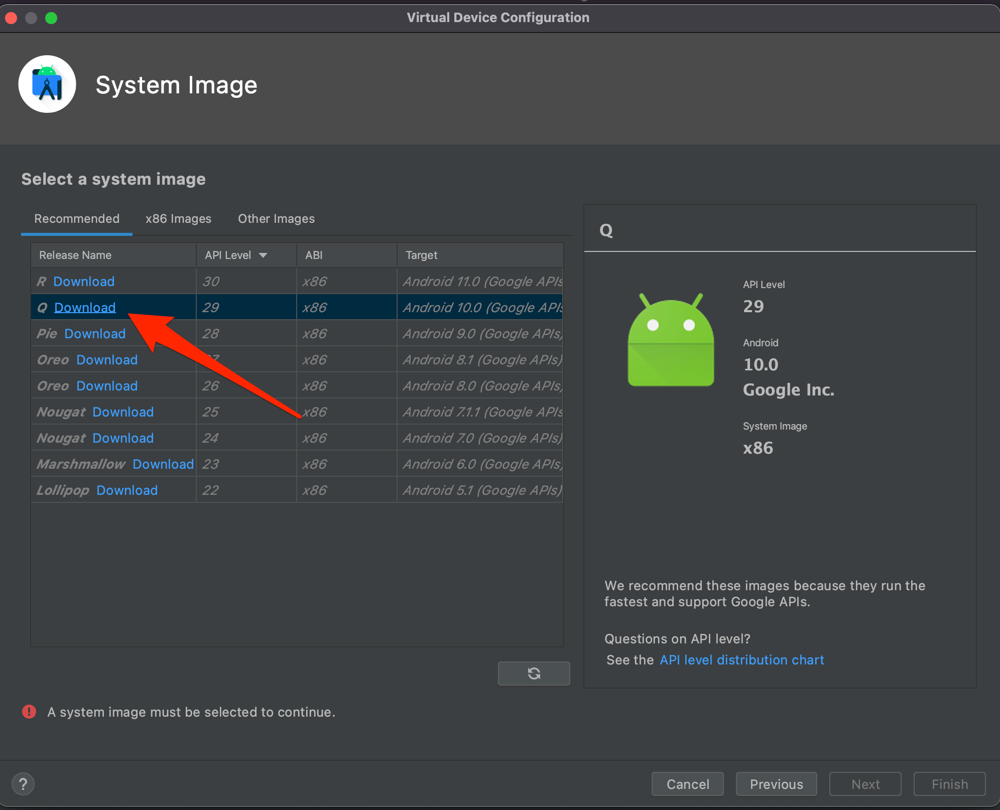 Virtual Device Configuration
System Image
Select a system image
Recommended x86 Images Other Images
Release Name API Level ABI Target
R Download 30 x86 Android 11.0 (Google APIs
Q Download 29 x86 Android 10.0 (Google APIs
Pie Download 28 x86 Android 9.0 (Google APIs)
Oreo Download x86 Android 8.1 (Google APIs)
Oreo Download 26 x86 Android 8.0 (Google APIs)
Nougat Download 25 x86 Android 7.1.1 (Google APIs
Nougat Download 24 x86 Android 7.0 (Google APIs)
Marshmallow Download 23 x86 Android 6.0 (Google APIs)
Lollipop Download 22 x86 Android 5.1 (Google APIs)
Q
API Level
29
Android
10.0
Google Inc.
System Image
x86
We recommend these images because they run the
fastest and support Google APIs.
Questions on API level?
See the API level distribution chart
! A system image must be selected to continue.
? Cancel Previous Next Finish